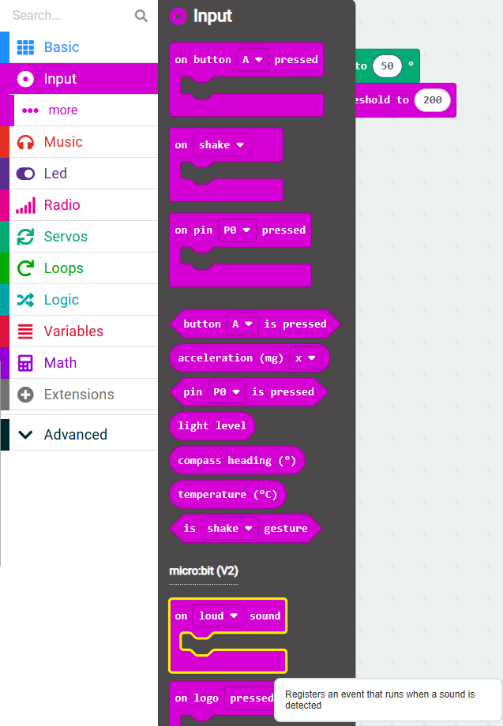 Search...
Basic
Input
more
Music
Led
Radio
Servos
Loops
Logic
Variables
Math
Extensions
Advanced
Input
on button A pressed
on shake
on pin P0 pressed
button A is pressed
acceleration (mg) x
pin P0 is pressed
light level
compass heading (°)
temperature (°C)
is shake gesture
micro:bit (V2)
on loud sound
on logo pressed
to 50 °
eshold to 200
Registers an event that runs when a sound is
detected